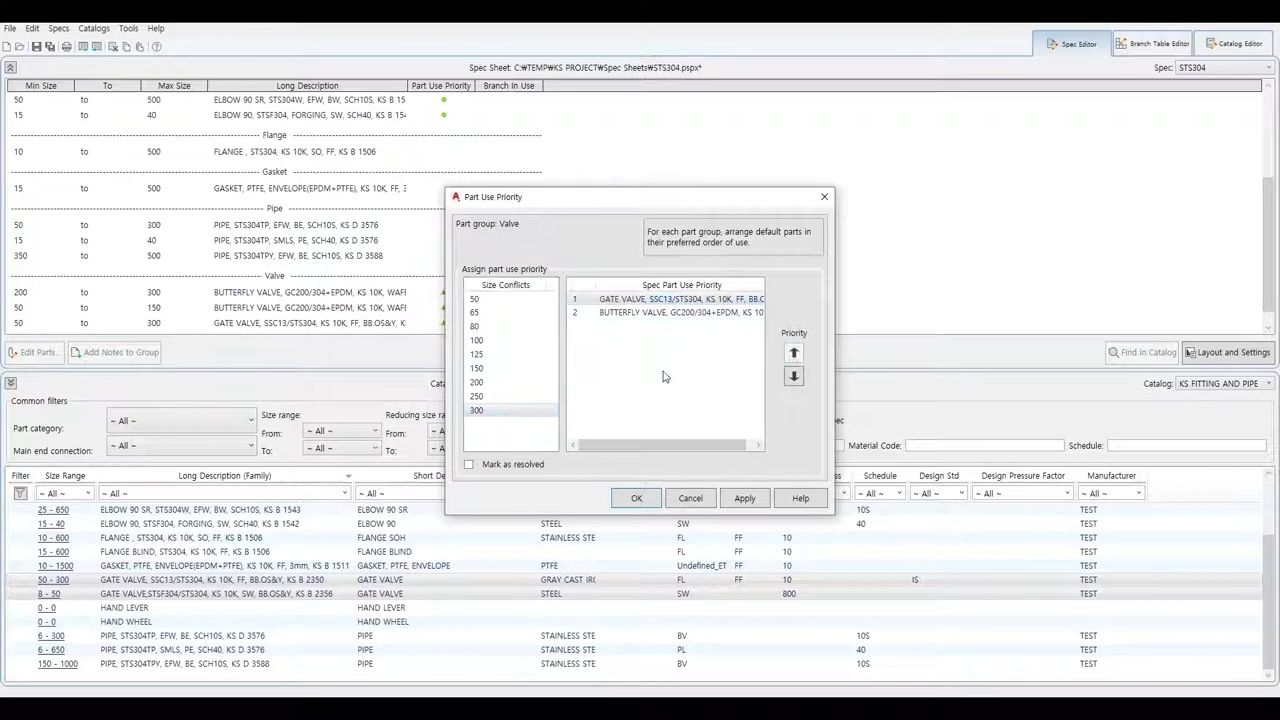 File Edit Specs Catalogs Tools Help
Spec Editor Branch Table Editor Catalog Editor
Spec Sheet: C:₩TEMP₩KS PROJECT₩Spec Sheets₩STS304.pspx* Spec: STS304
Min Size To Max Size Long Description Part Use Priority Branch In Use
50 to 500 ELBOW 90 SR, STS304W, EFW, BW, SCH10S, KS B 15
15 to 40 ELBOW 90, STSF304, FORGING, SW, SCH40, KS B 154
Flange
10 to 500 FLANGE , STS304, KS 10K, SO, FF, KS B 1506
Gasket
15 to 500 GASKET, PTFE, ENVELOPE(EPDM+PTFE), KS 10K, FF, 3
Pipe
50 to 300 PIPE, STS304TP, EFW, BE, SCH10S, KS D 3576
15 to 40 PIPE, STS304TP, SMLS, PE, SCH40, KS D 3576
350 to 500 PIPE, STS304TPY, EFW, BE, SCH10S, KS D 3588
Valve
200 to 300 BUTTERFLY VALVE, GC200/304+EPDM, KS 10K, WAFE
50 to 150 BUTTERFLY VALVE, GC200/304+EPDM, KS 10K, WAFE
50 to 300 GATE VALVE, SSC13/STS304, KS 10K, FF, BB.OS&Y, K
Edit Parts... Add Notes to Group Find in Catalog Layout and Settings
Part Use Priority
Part group: Valve
For each part group, arrange default parts in
their preferred order of use.
Assign part use priority
Size Conflicts Spec Part Use Priority
50 1 GATE VALVE, SSC13/STS304, KS 10K, FF, BB.O
65 2 BUTTERFLY VALVE, GC200/304+EPDM, KS 10
80
100
125
150
200
250
300
Priority
Mark as resolved
OK Cancel Apply Help
Catalog: KS FITTING AND PIPE
Common filters
Part category: ~ All ~
Main end connection: ~ All ~
Size range: Reducing size
From: ~ All ~ From:
To: ~ All ~ To:
Material Code: Schedule:
Filter Size Range Long Description (Family) Schedule Design Std Design Pressure Factor Manufacturer
~ All ~ ~ All ~ ~ All ~ ~ All ~ ~ All ~ ~ All ~ ~ All ~
25 - 650 ELBOW 90 SR, STS304W, EFW, BW, SCH10S, KS B 1543 10S TEST
15 - 40 ELBOW 90, STSF304, FORGING, SW, SCH40, KS B 1542 ELBOW 90 STEEL SW 40 TEST
10 - 600 FLANGE , STS304, KS 10K, SO, FF, KS B 1506 FLANGE SOH STAINLESS STE FL FF 10 TEST
15 - 600 FLANGE BLIND, STS304, KS 10K, FF, KS B 1506 FLANGE BLIND FL FF 10 TEST
10 - 1500 GASKET, PTFE, ENVELOPE(EPDM+PTFE), KS 10K, FF, 3mm, KS B 1511 GASKET, PTFE, ENVELOPE PTFE Undefined_ET FF 10 TEST
50 - 300 GATE VALVE, SSC13/STS304, KS 10K, FF, BB.OS&Y, KS B 2350 GATE VALVE GRAY CAST IRC FL FF 10 IS TEST
8 - 50 GATE VALVE,STSF304/STS304, KS 10K, SW, BB.OS&Y, KS B 2356 GATE VALVE STEEL SW 800 TEST
0 - 0 HAND LEVER HAND LEVER TEST
0 - 0 HAND WHEEL HAND WHEEL TEST
6 - 300 PIPE, STS304TP, EFW, BE, SCH10S, KS D 3576 PIPE STAINLESS STE BV 10S TEST
6 - 650 PIPE, STS304TP, SMLS, PE, SCH40, KS D 3576 PIPE STAINLESS STE PL 40 TEST
150 - 1000 PIPE, STS304TPY, EFW, BE, SCH10S, KS D 3588 PIPE STAINLESS STE BV 10S TEST